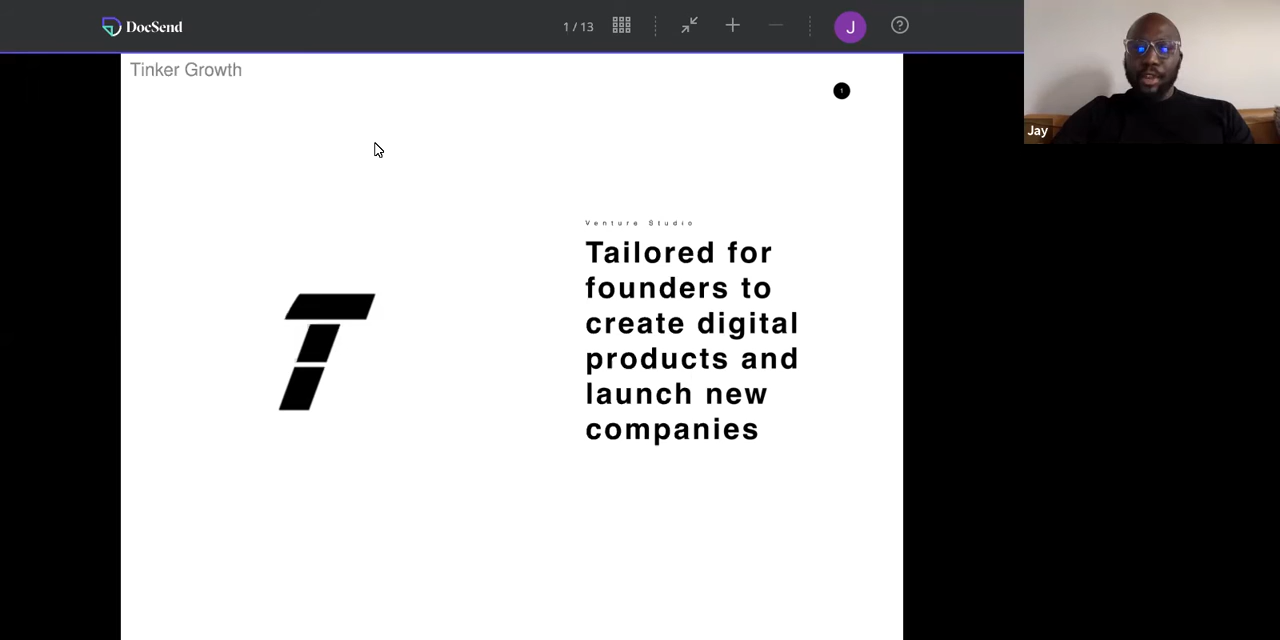 DocSend
1 / 13
J
Tinker Growth
1
Jay
Venture Studio
Tailored for
founders to
create digital
products and
launch new
companies